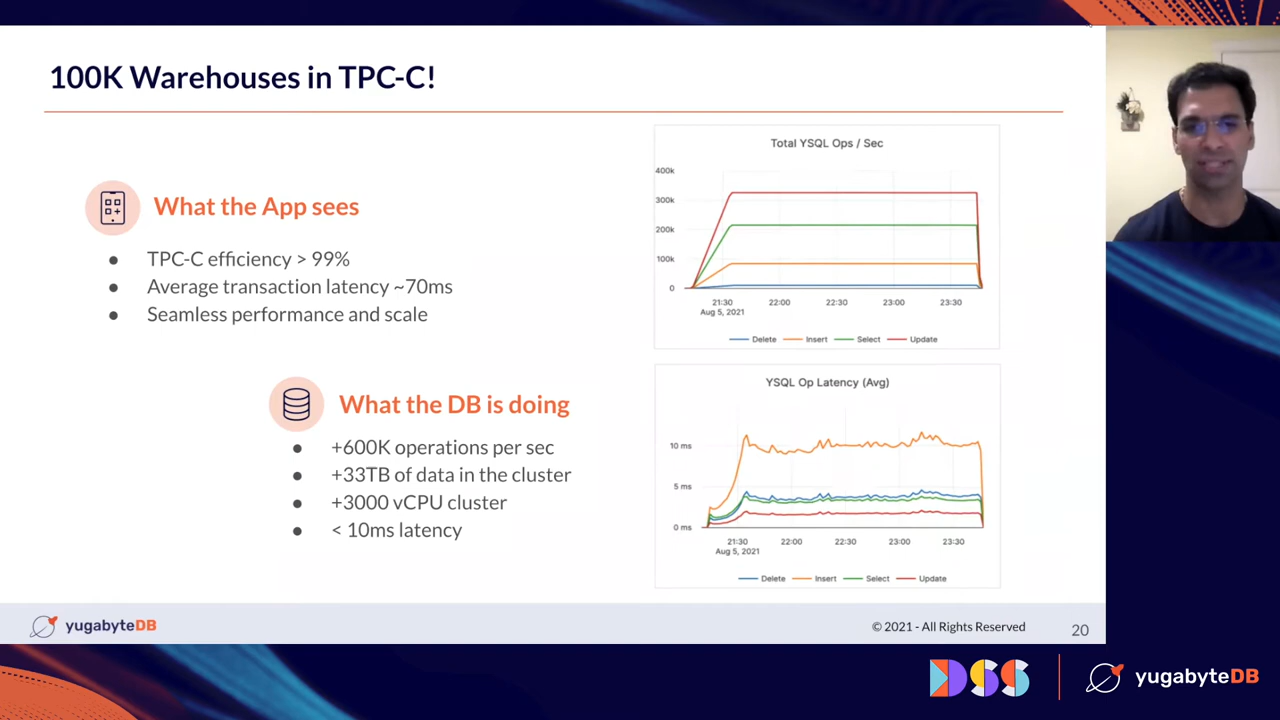 100K Warehouses in TPC-C!
What the App sees
● TPC-C efficiency > 99%
● Average transaction latency ~70ms
● Seamless performance and scale
What the DB is doing
● +600K operations per sec
● +33TB of data in the cluster
● +3000 vCPU cluster
● < 10ms latency
Total YSQL Ops / Sec
400k
300k
200k
100k
0
21:30 22:00 22:30 23:00 23:30
Aug 5, 2021
Delete Insert Select Update
YSQL Op Latency (Avg)
10 ms
5 ms
0 ms
21:30 22:00 22:30 23:00 23:30
Aug 5, 2021
Delete Insert Select Update
yugabyteDB
© 2021 - All Rights Reserved
20
DSS
yugabyteDB